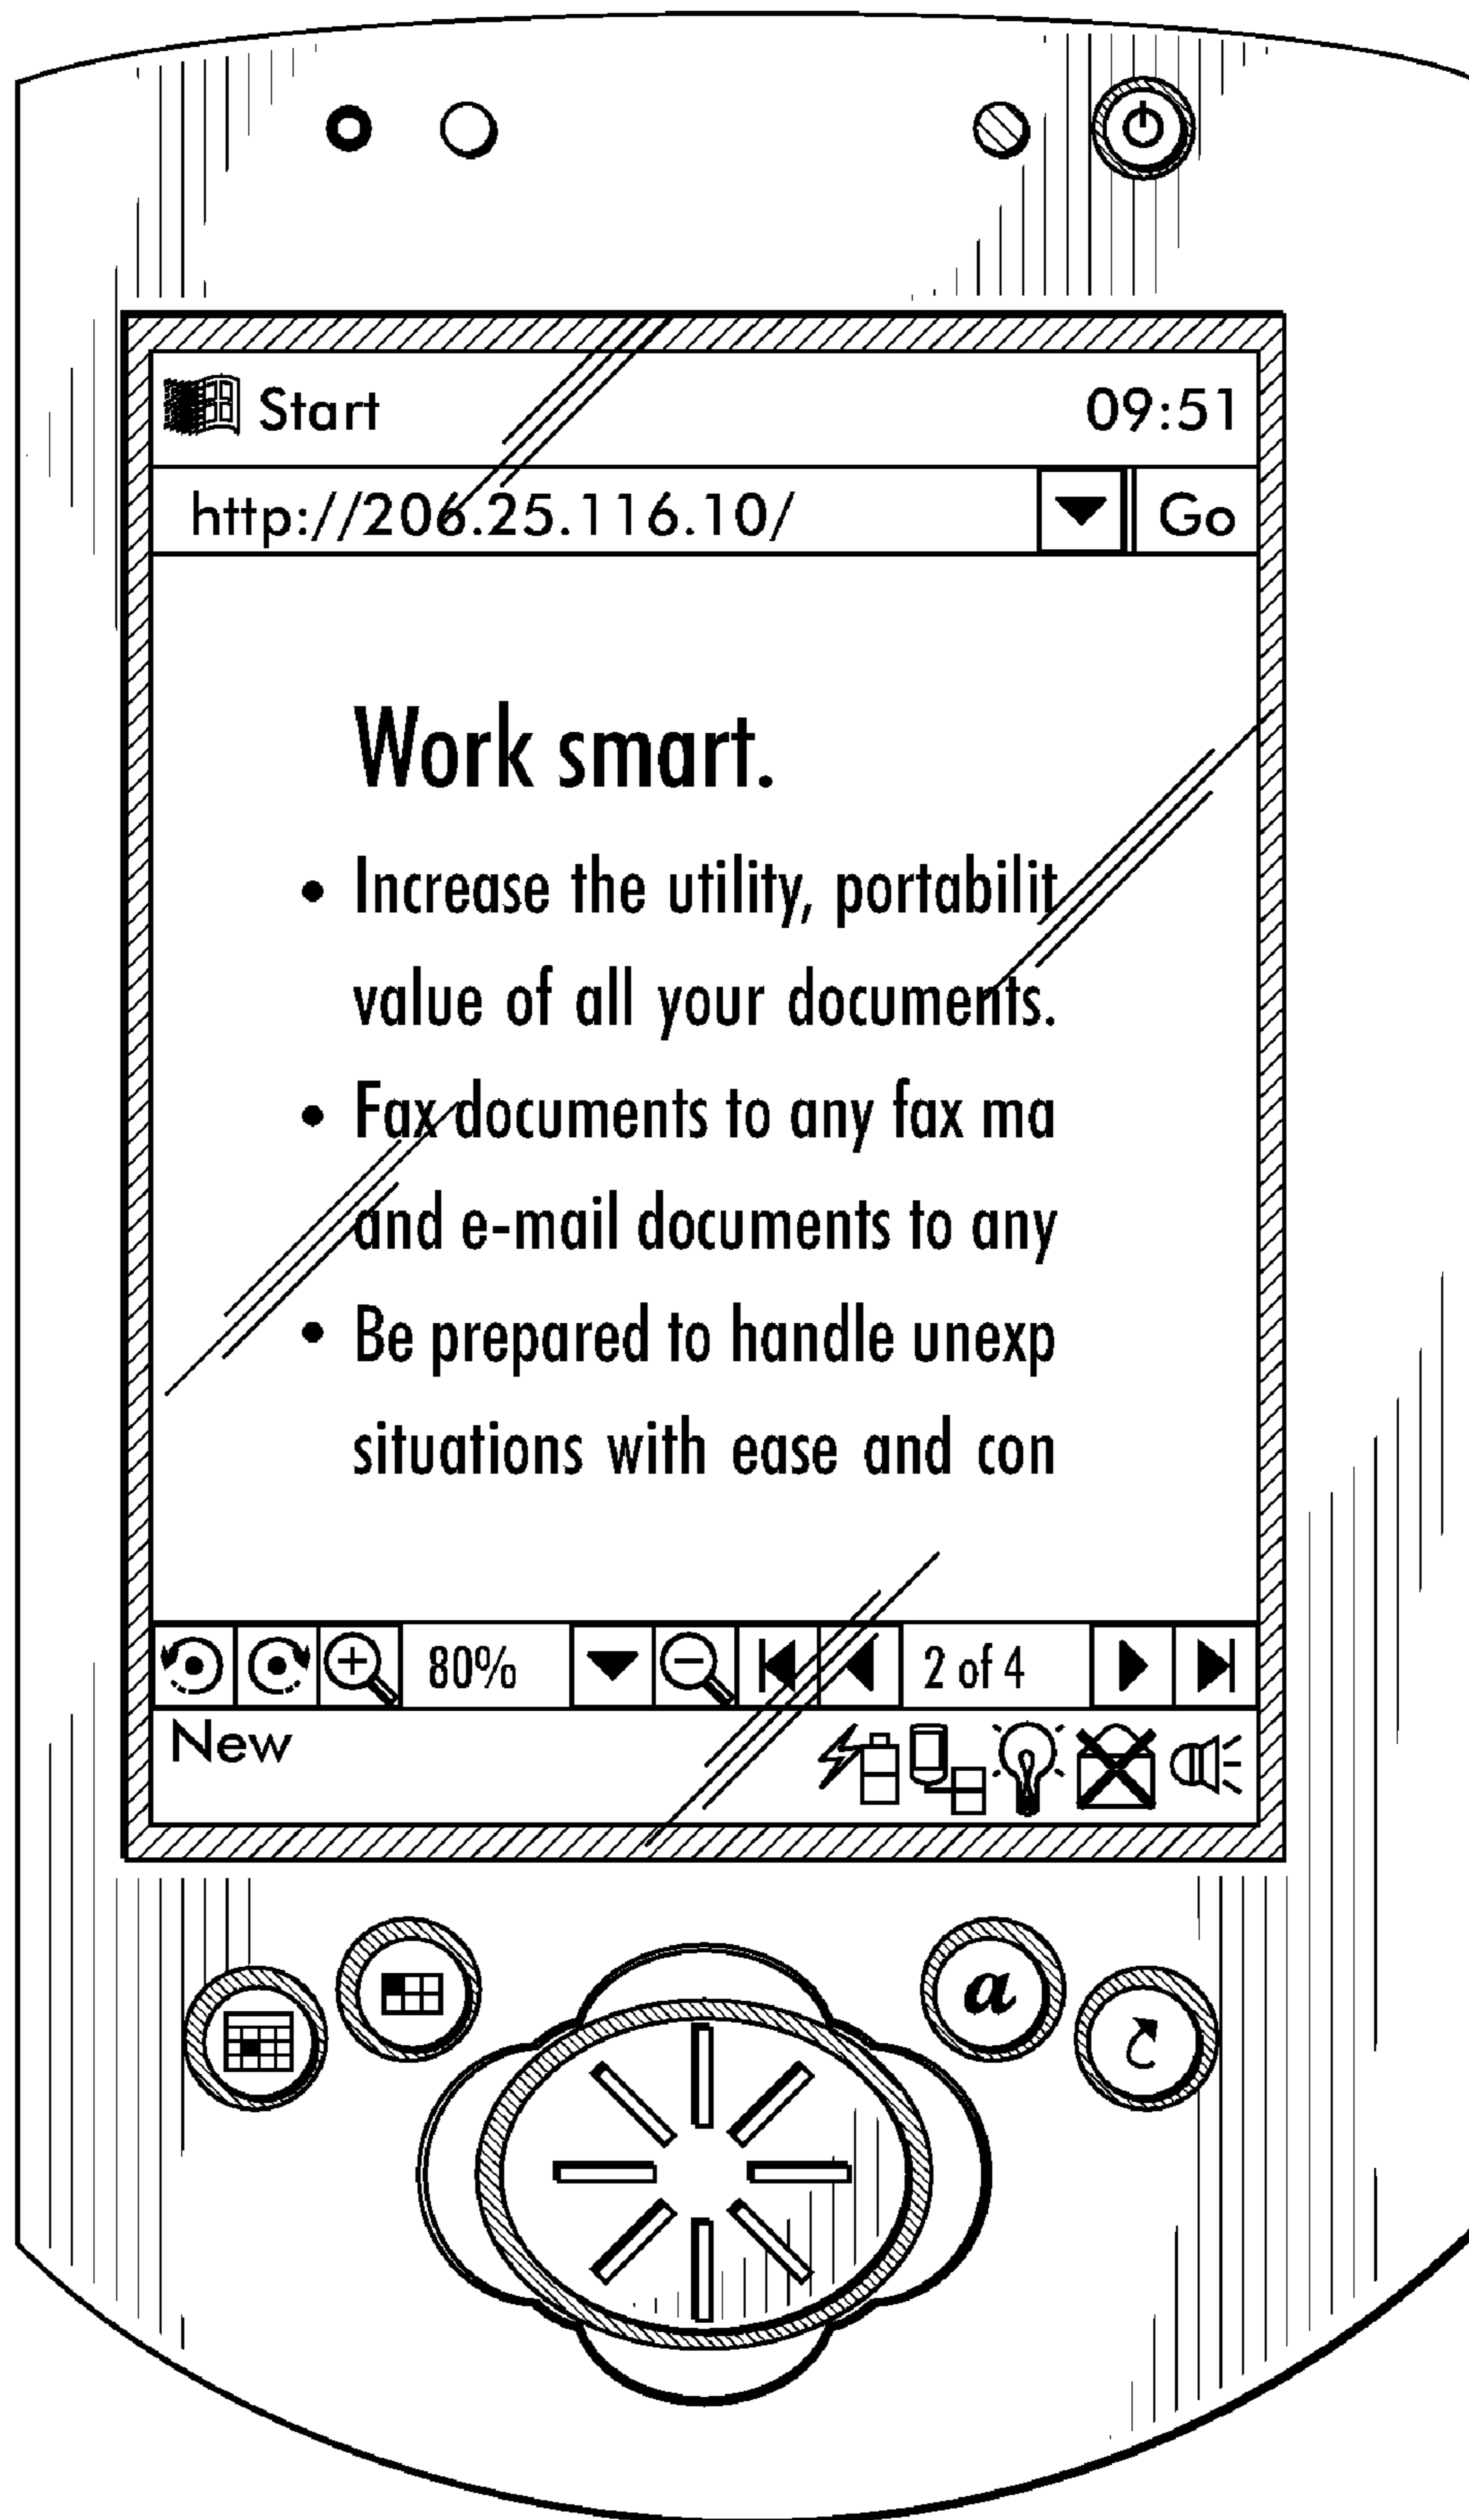 Start 09:51
http://206.25.116.10/ Go
Work smart.
• Increase the utility, portabilit
value of all your documents.
• Fax documents to any fax ma
and e-mail documents to any
• Be prepared to handle unexp
situations with ease and con
80% 2 of 4
New
a